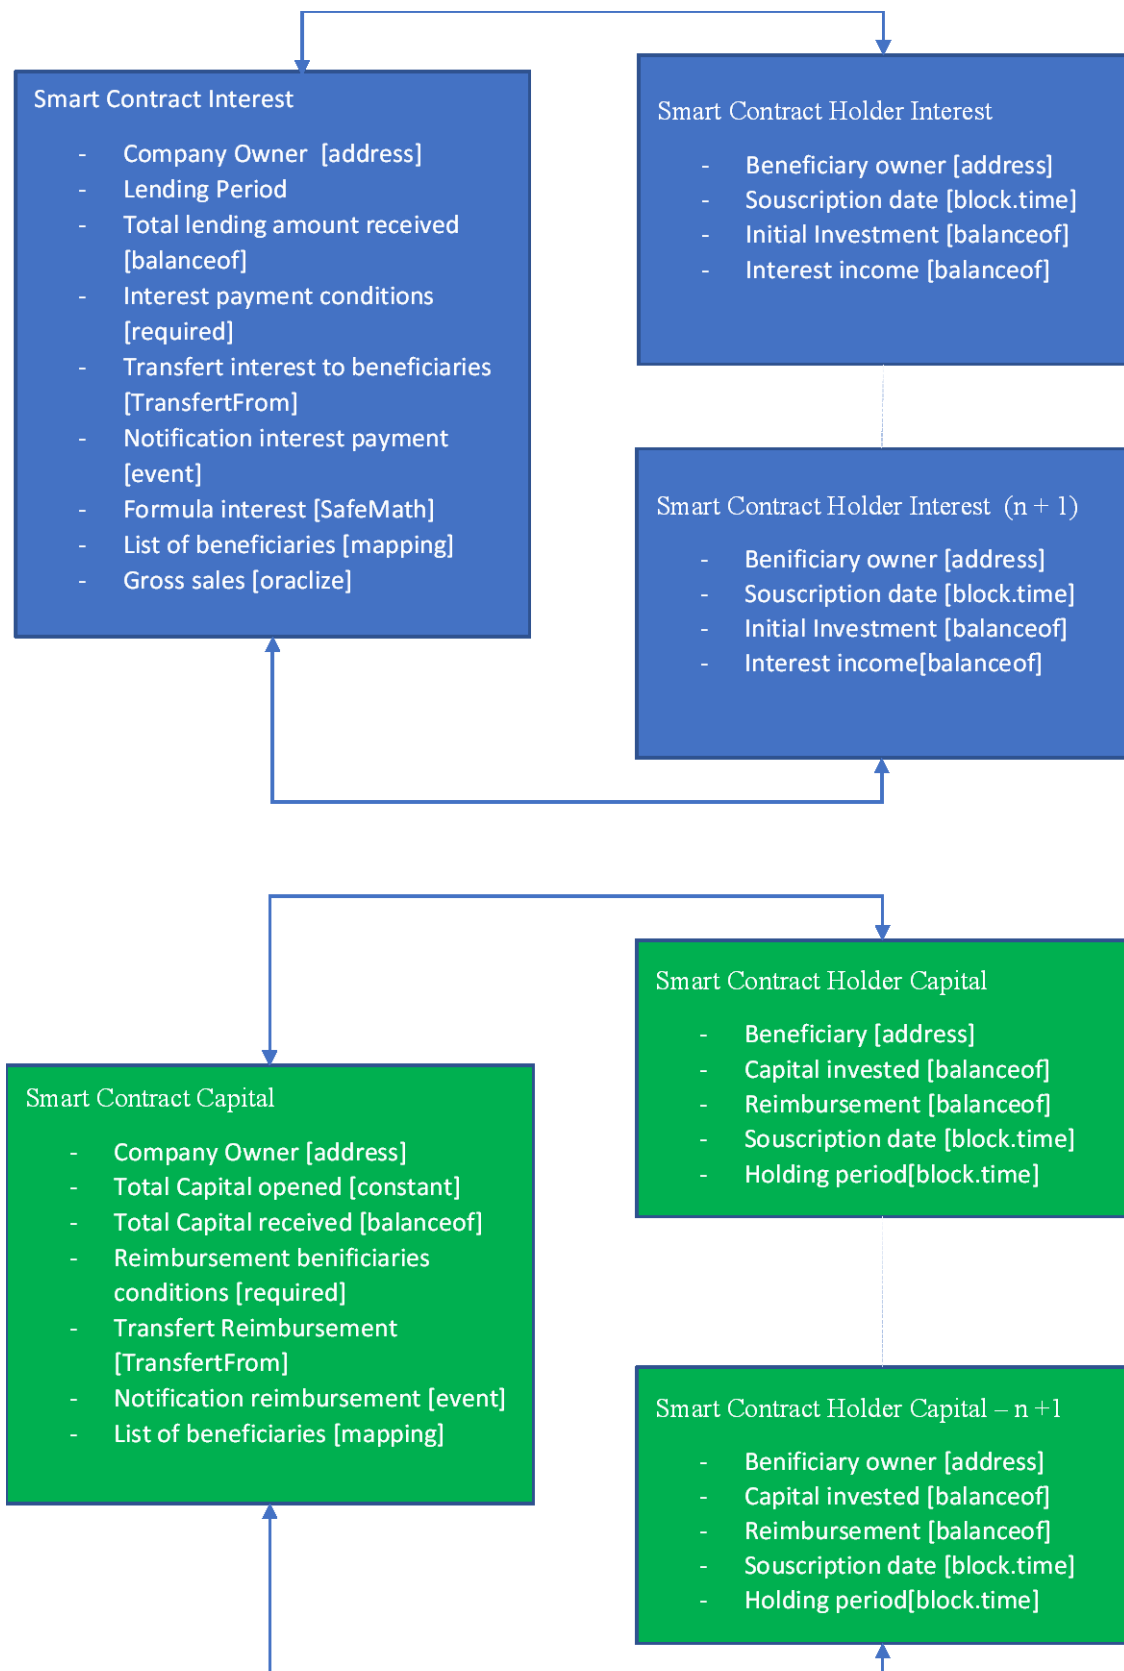 Smart Contract Interest
- Company Owner  [address]
- Lending Period
- Total lending amount received
[balanceof]
- Interest payment conditions
[required]
- Transfert interest to beneficiaries
[TransfertFrom]
- Notification interest payment
[event]
- Formula interest [SafeMath]
- List of beneficiaries [mapping]
- Gross sales [oraclize]
Smart Contract Holder Interest
- Beneficiary owner [address]
- Souscription date [block.time]
- Initial Investment [balanceof]
- Interest income [balanceof]
Smart Contract Holder Interest  (n + 1)
- Benificiary owner [address]
- Souscription date [block.time]
- Initial Investment [balanceof]
- Interest income[balanceof]
Smart Contract Capital
- Company Owner [address]
- Total Capital opened [constant]
- Total Capital received [balanceof]
- Reimbursement benificiaries
conditions [required]
- Transfert Reimbursement
[TransfertFrom]
- Notification reimbursement [event]
- List of beneficiaries [mapping]
Smart Contract Holder Capital
- Beneficiary [address]
- Capital invested [balanceof]
- Reimbursement [balanceof]
- Souscription date [block.time]
- Holding period[block.time]
Smart Contract Holder Capital – n +1
- Benificiary owner [address]
- Capital invested [balanceof]
- Reimbursement [balanceof]
- Souscription date [block.time]
- Holding period[block.time]